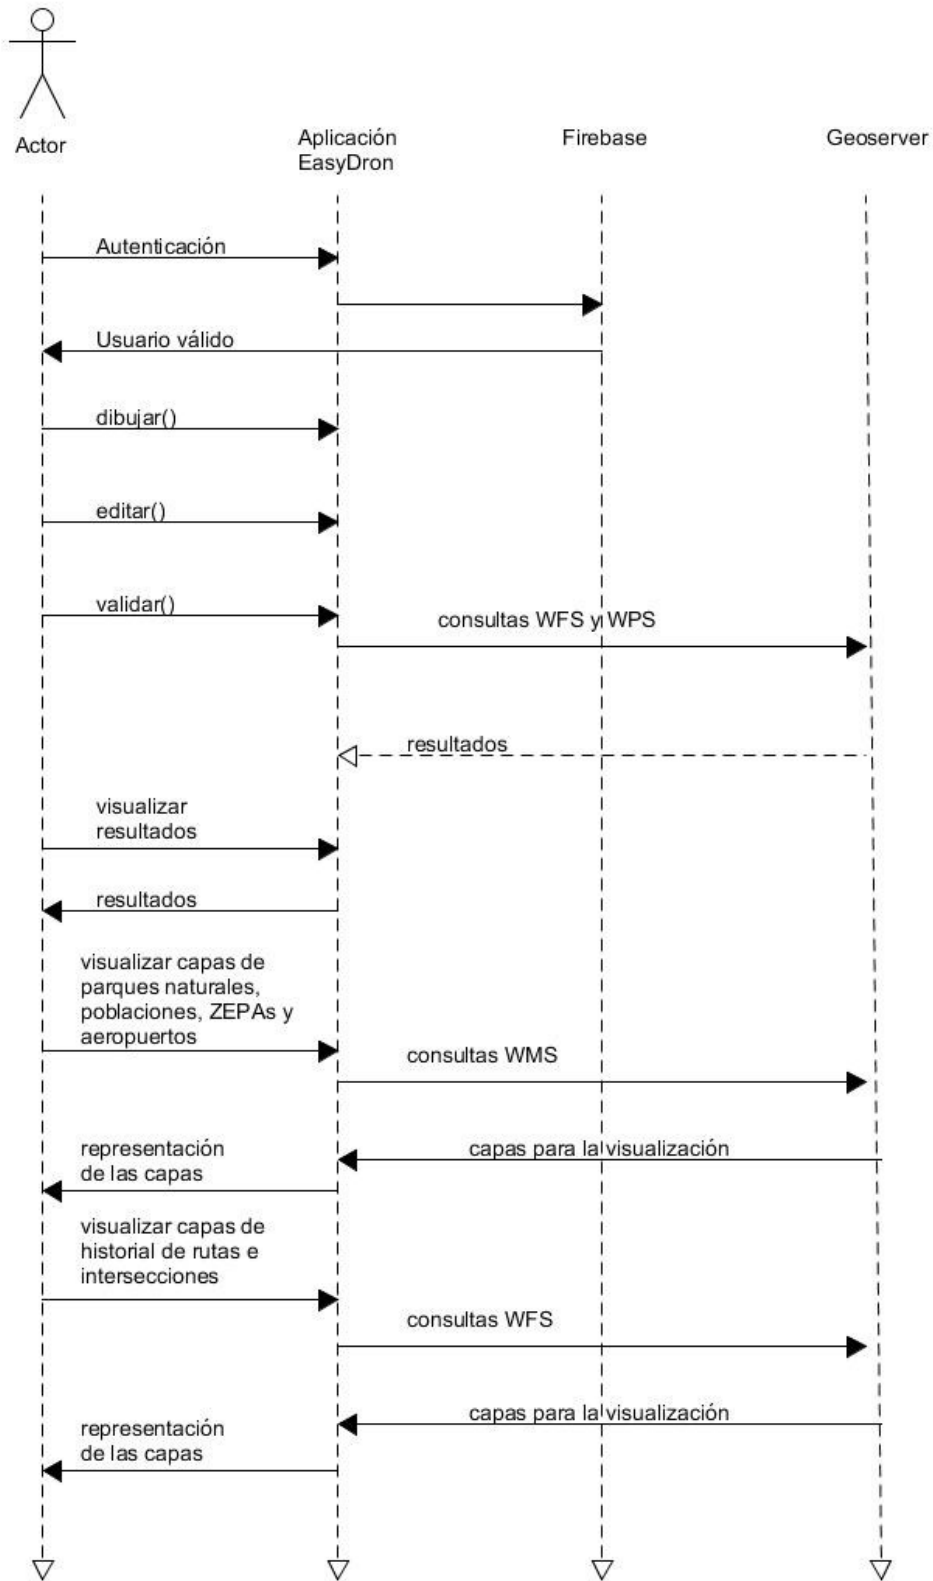 Actor
Aplicación
EasyDron
Firebase
Geoserver
Autenticación
Usuario válido
dibujar()
editar()
validar()
consultas WFS y WPS
resultados
visualizar
resultados
resultados
visualizar capas de
parques naturales,
poblaciones, ZEPAs y
aeropuertos
consultas WMS
capas para la visualización
representación
de las capas
visualizar capas de
historial de rutas e
intersecciones
consultas WFS
capas para la visualización
representación
de las capas